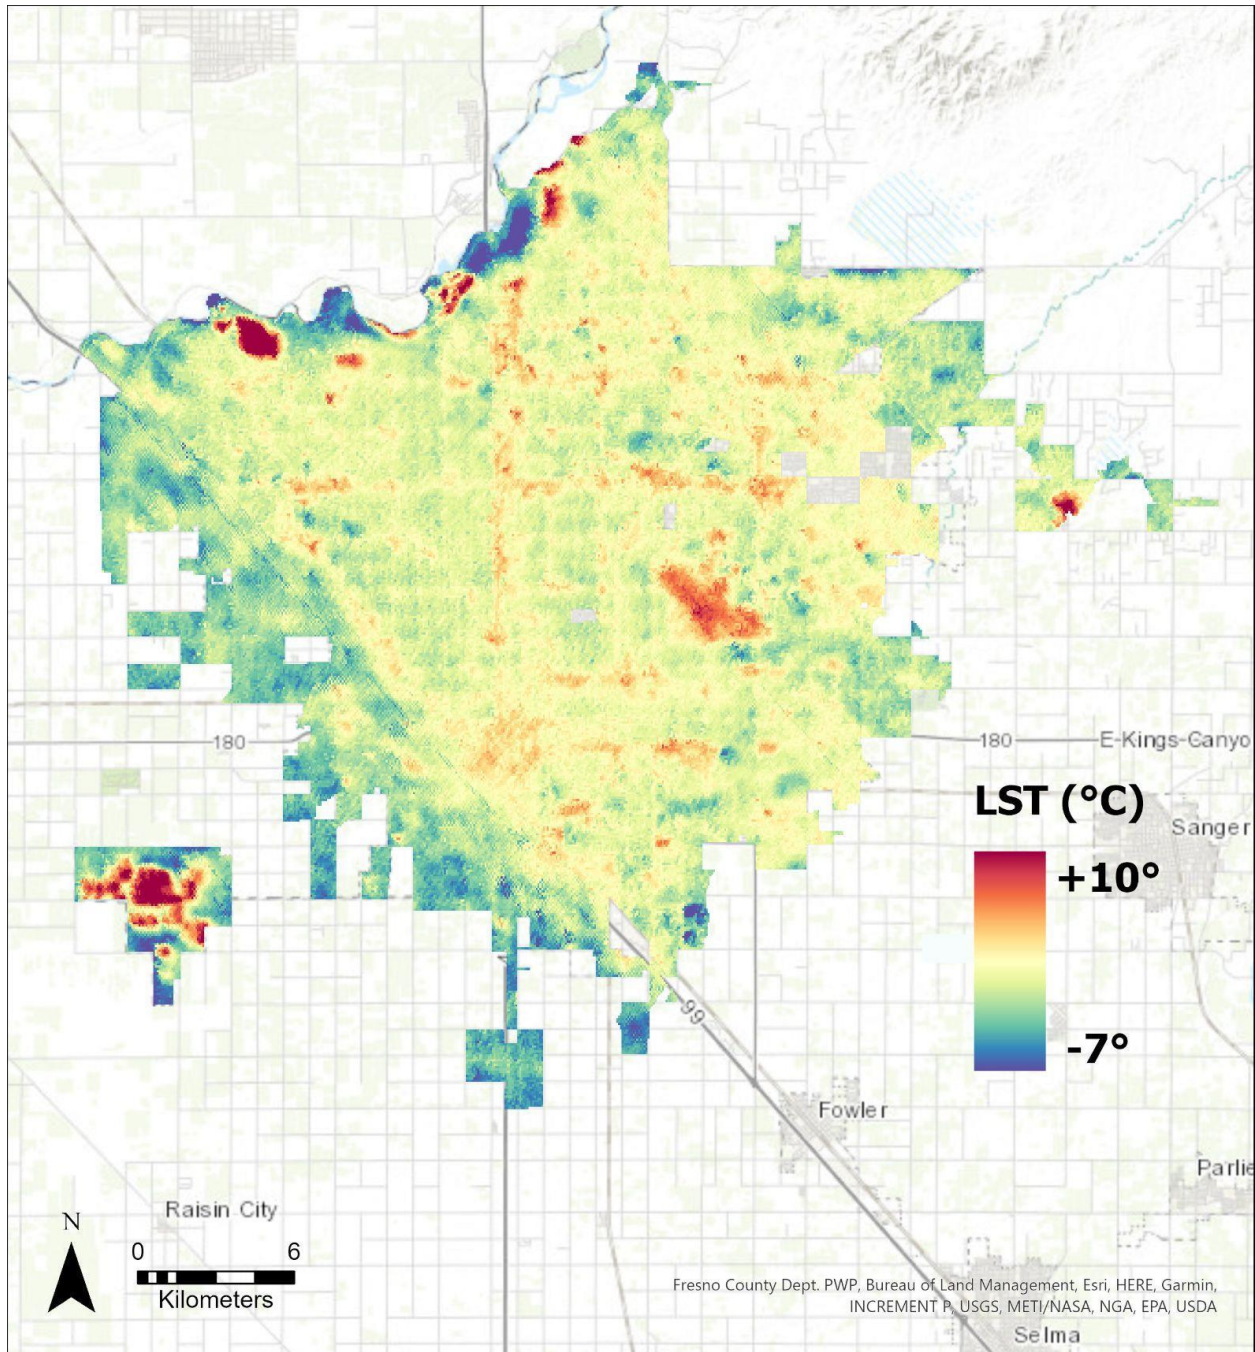 180
180
E-Kings-Canyo
LST (°C)
Sanger
+10°
-7°
99
Fowler
Parlie
Raisin City
N
0 6
Kilometers
Fresno County Dept. PWP, Bureau of Land Management, Esri, HERE, Garmin,
INCREMENT P, USGS, METI/NASA, NGA, EPA, USDA
Selma